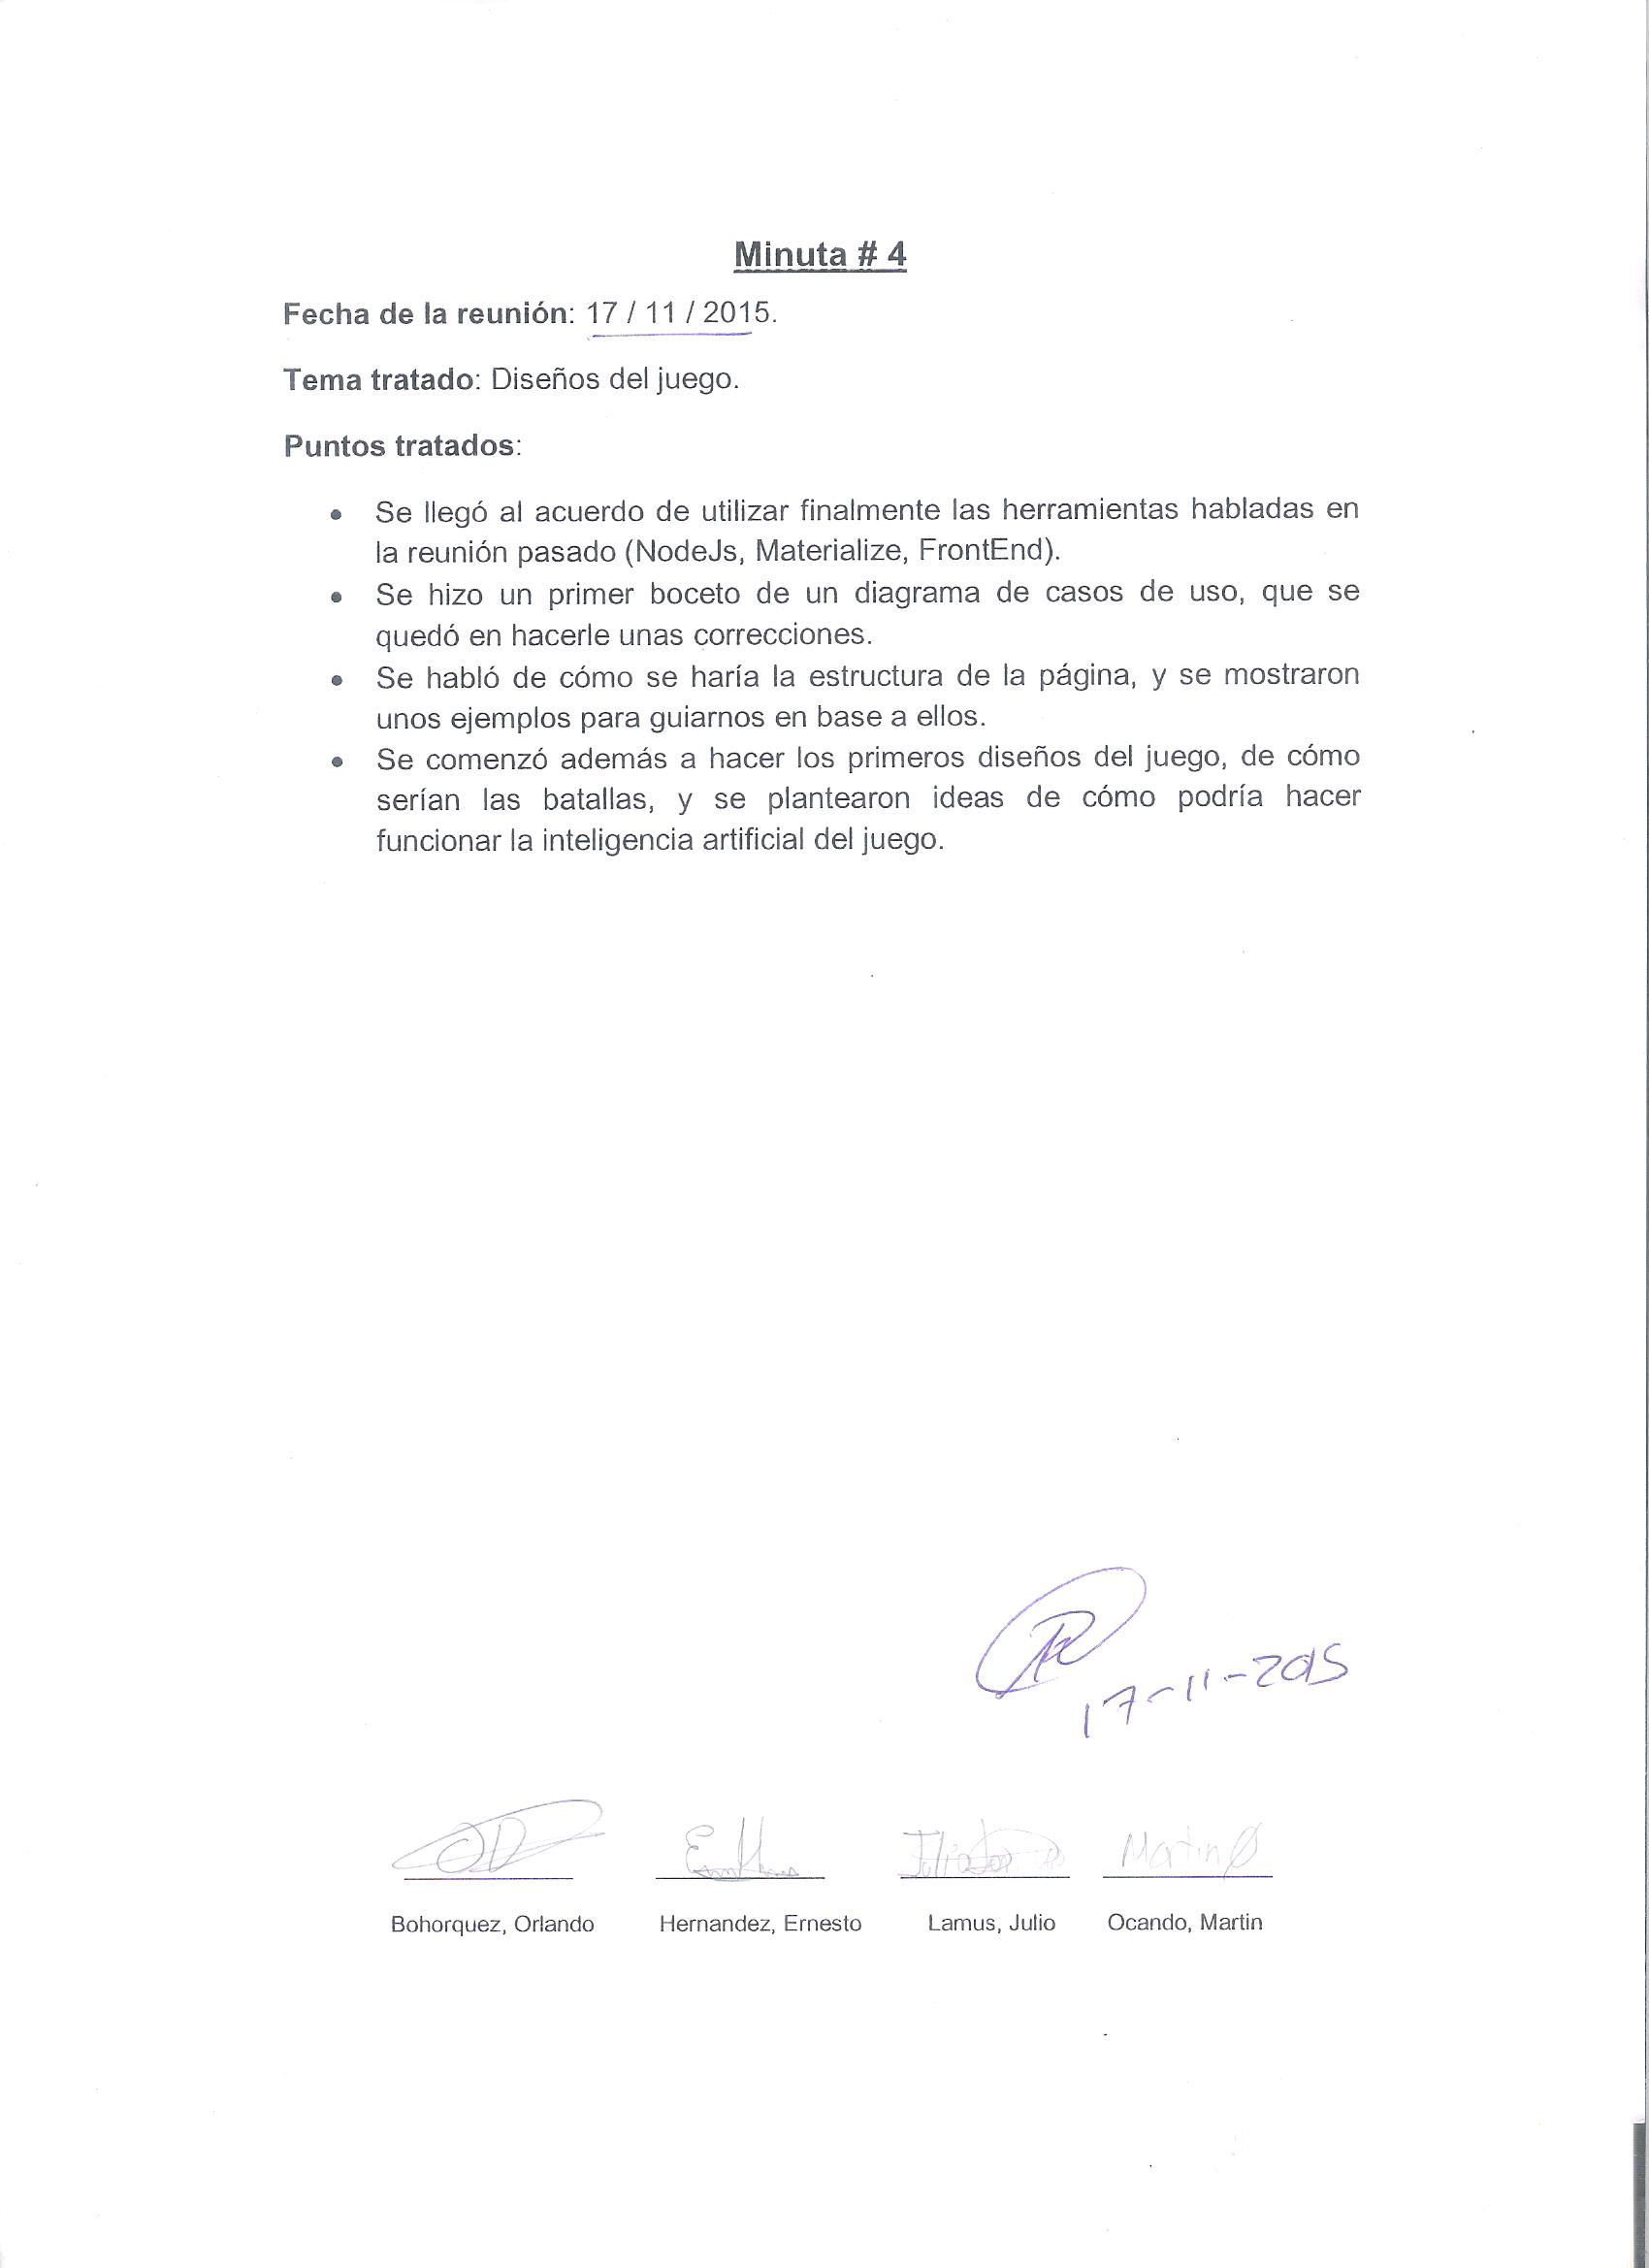 Minuta # 4
Fecha de la reunión: 17 / 11 / 2015.
Tema tratado: Diseños del juego.
Puntos tratados:
• Se llegó al acuerdo de utilizar finalmente las herramientas habladas en
la reunión pasado (NodeJs, Materialize, FrontEnd).
• Se hizo un primer boceto de un diagrama de casos de uso, que se
quedó en hacerle unas correcciones.
• Se habló de cómo se haría la estructura de la página, y se mostraron
unos ejemplos para guiarnos en base a ellos.
• Se comenzó además a hacer los primeros diseños del juego, de cómo
serían las batallas, y se plantearon ideas de cómo podría hacer
funcionar la inteligencia artificial del juego.
17-11-2015
Martin
Bohorquez, Orlando Hernandez, Ernesto Lamus, Julio Ocando, Martin